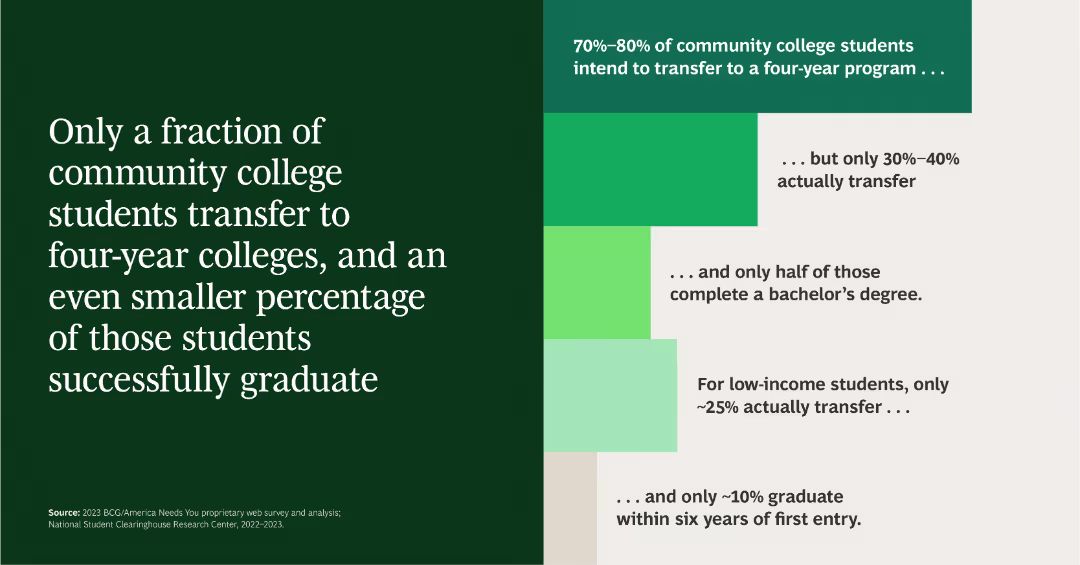 Only a fraction of
community college
students transfer to
four-year colleges, and an
even smaller percentage
of those students
successfully graduate
Source: 2023 BCG/America Needs You proprietary web survey and analysis;
National Student Clearinghouse Research Center, 2022–2023.
70%–80% of community college students
intend to transfer to a four-year program . . .
. . . but only 30%–40%
actually transfer
. . . and only half of those
complete a bachelor’s degree.
For low-income students, only
~25% actually transfer . . .
. . . and only ~10% graduate
within six years of first entry.